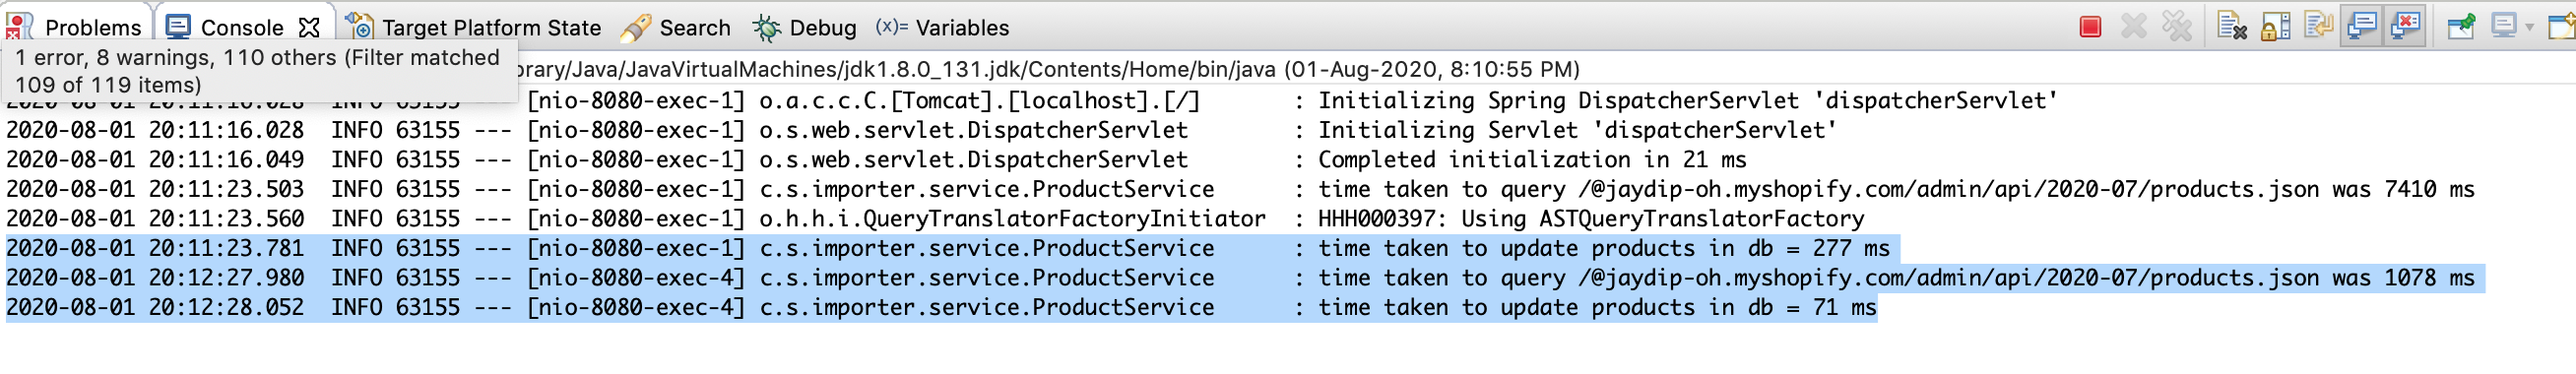 Problems Console Target Platform State Search Debug (x)= Variables
1 error, 8 warnings, 110 others (Filter matched
109 of 119 items)
rary/Java/JavaVirtualMachines/jdk1.8.0_131.jdk/Contents/Home/bin/java (01-Aug-2020, 8:10:55 PM)
2020-08-01 20:11:16.028 INFO 63155 --- [nio-8080-exec-1] o.a.c.c.C.[Tomcat].[localhost].[/] : Initializing Spring DispatcherServlet 'dispatcherServlet'
2020-08-01 20:11:16.028 INFO 63155 --- [nio-8080-exec-1] o.s.web.servlet.DispatcherServlet : Initializing Servlet 'dispatcherServlet'
2020-08-01 20:11:16.049 INFO 63155 --- [nio-8080-exec-1] o.s.web.servlet.DispatcherServlet : Completed initialization in 21 ms
2020-08-01 20:11:23.503 INFO 63155 --- [nio-8080-exec-1] c.s.importer.service.ProductService : time taken to query /@jaydip-oh.myshopify.com/admin/api/2020-07/products.json was 7410 ms
2020-08-01 20:11:23.560 INFO 63155 --- [nio-8080-exec-1] o.h.h.i.QueryTranslatorFactoryInitiator : HHH000397: Using ASTQueryTranslatorFactory
2020-08-01 20:11:23.781 INFO 63155 --- [nio-8080-exec-1] c.s.importer.service.ProductService : time taken to update products in db = 277 ms
2020-08-01 20:12:27.980 INFO 63155 --- [nio-8080-exec-4] c.s.importer.service.ProductService : time taken to query /@jaydip-oh.myshopify.com/admin/api/2020-07/products.json was 1078 ms
2020-08-01 20:12:28.052 INFO 63155 --- [nio-8080-exec-4] c.s.importer.service.ProductService : time taken to update products in db = 71 ms